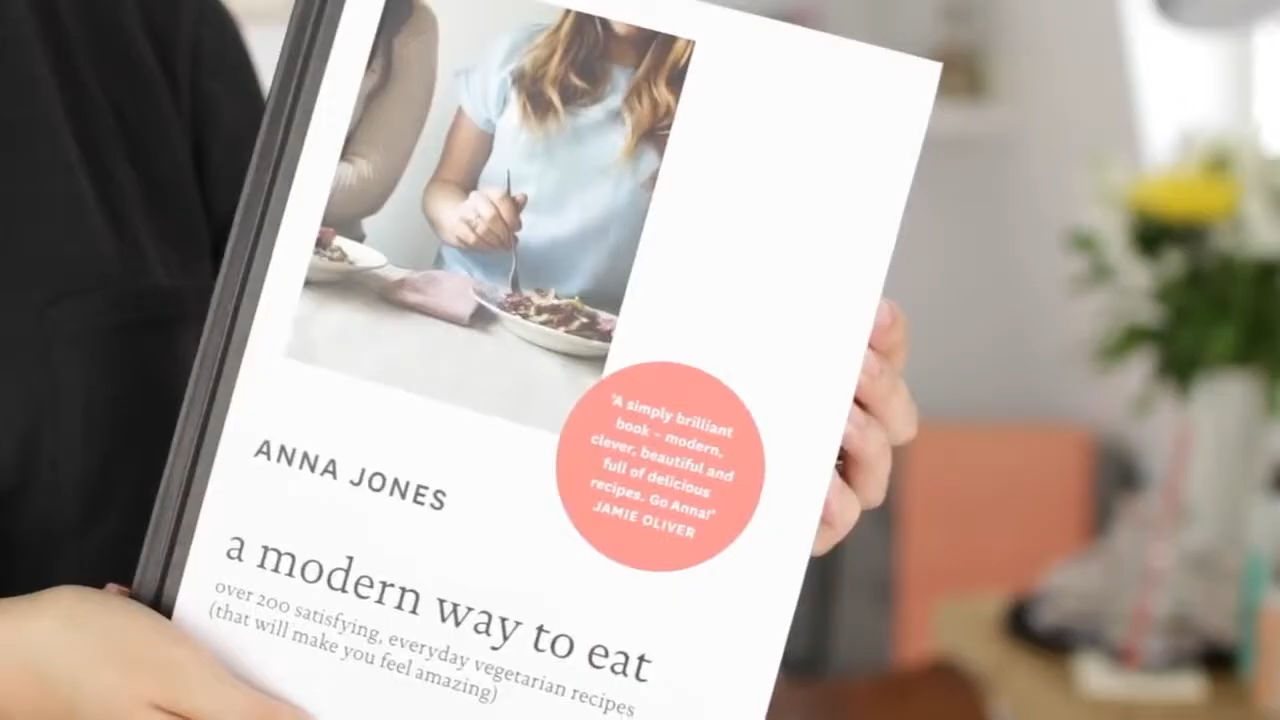 'A simply brilliant
book – modern,
clever, beautiful and
full of delicious
recipes. Go Anna!'
JAMIE OLIVER
ANNA JONES
a modern way to eat
over 200 satisfying, everyday vegetarian recipes
(that will make you feel amazing)